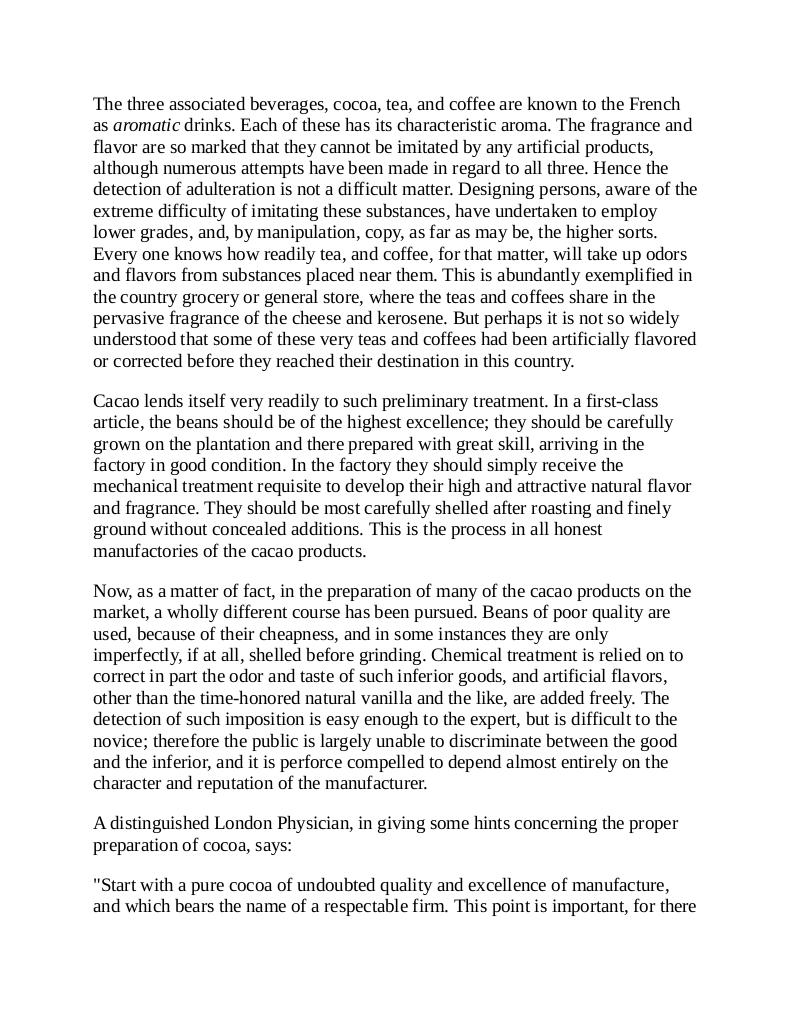 The three associated beverages, cocoa, tea, and coffee are known to the French
as aromatic drinks. Each of these has its characteristic aroma. The fragrance and
flavor are so marked that they cannot be imitated by any artificial products,
although numerous attempts have been made in regard to all three. Hence the
detection of adulteration is not a difficult matter. Designing persons, aware of the
extreme difficulty of imitating these substances, have undertaken to employ
lower grades, and, by manipulation, copy, as far as may be, the higher sorts.
Every one knows how readily tea, and coffee, for that matter, will take up odors
and flavors from substances placed near them. This is abundantly exemplified in
the country grocery or general store, where the teas and coffees share in the
pervasive fragrance of the cheese and kerosene. But perhaps it is not so widely
understood that some of these very teas and coffees had been artificially flavored
or corrected before they reached their destination in this country.
Cacao lends itself very readily to such preliminary treatment. In a first-class
article, the beans should be of the highest excellence; they should be carefully
grown on the plantation and there prepared with great skill, arriving in the
factory in good condition. In the factory they should simply receive the
mechanical treatment requisite to develop their high and attractive natural flavor
and fragrance. They should be most carefully shelled after roasting and finely
ground without concealed additions. This is the process in all honest
manufactories of the cacao products.
Now, as a matter of fact, in the preparation of many of the cacao products on the
market, a wholly different course has been pursued. Beans of poor quality are
used, because of their cheapness, and in some instances they are only
imperfectly, if at all, shelled before grinding. Chemical treatment is relied on to
correct in part the odor and taste of such inferior goods, and artificial flavors,
other than the time-honored natural vanilla and the like, are added freely. The
detection of such imposition is easy enough to the expert, but is difficult to the
novice; therefore the public is largely unable to discriminate between the good
and the inferior, and it is perforce compelled to depend almost entirely on the
character and reputation of the manufacturer.
A distinguished London Physician, in giving some hints concerning the proper
preparation of cocoa, says:
"Start with a pure cocoa of undoubted quality and excellence of manufacture,
and which bears the name of a respectable firm. This point is important, for there